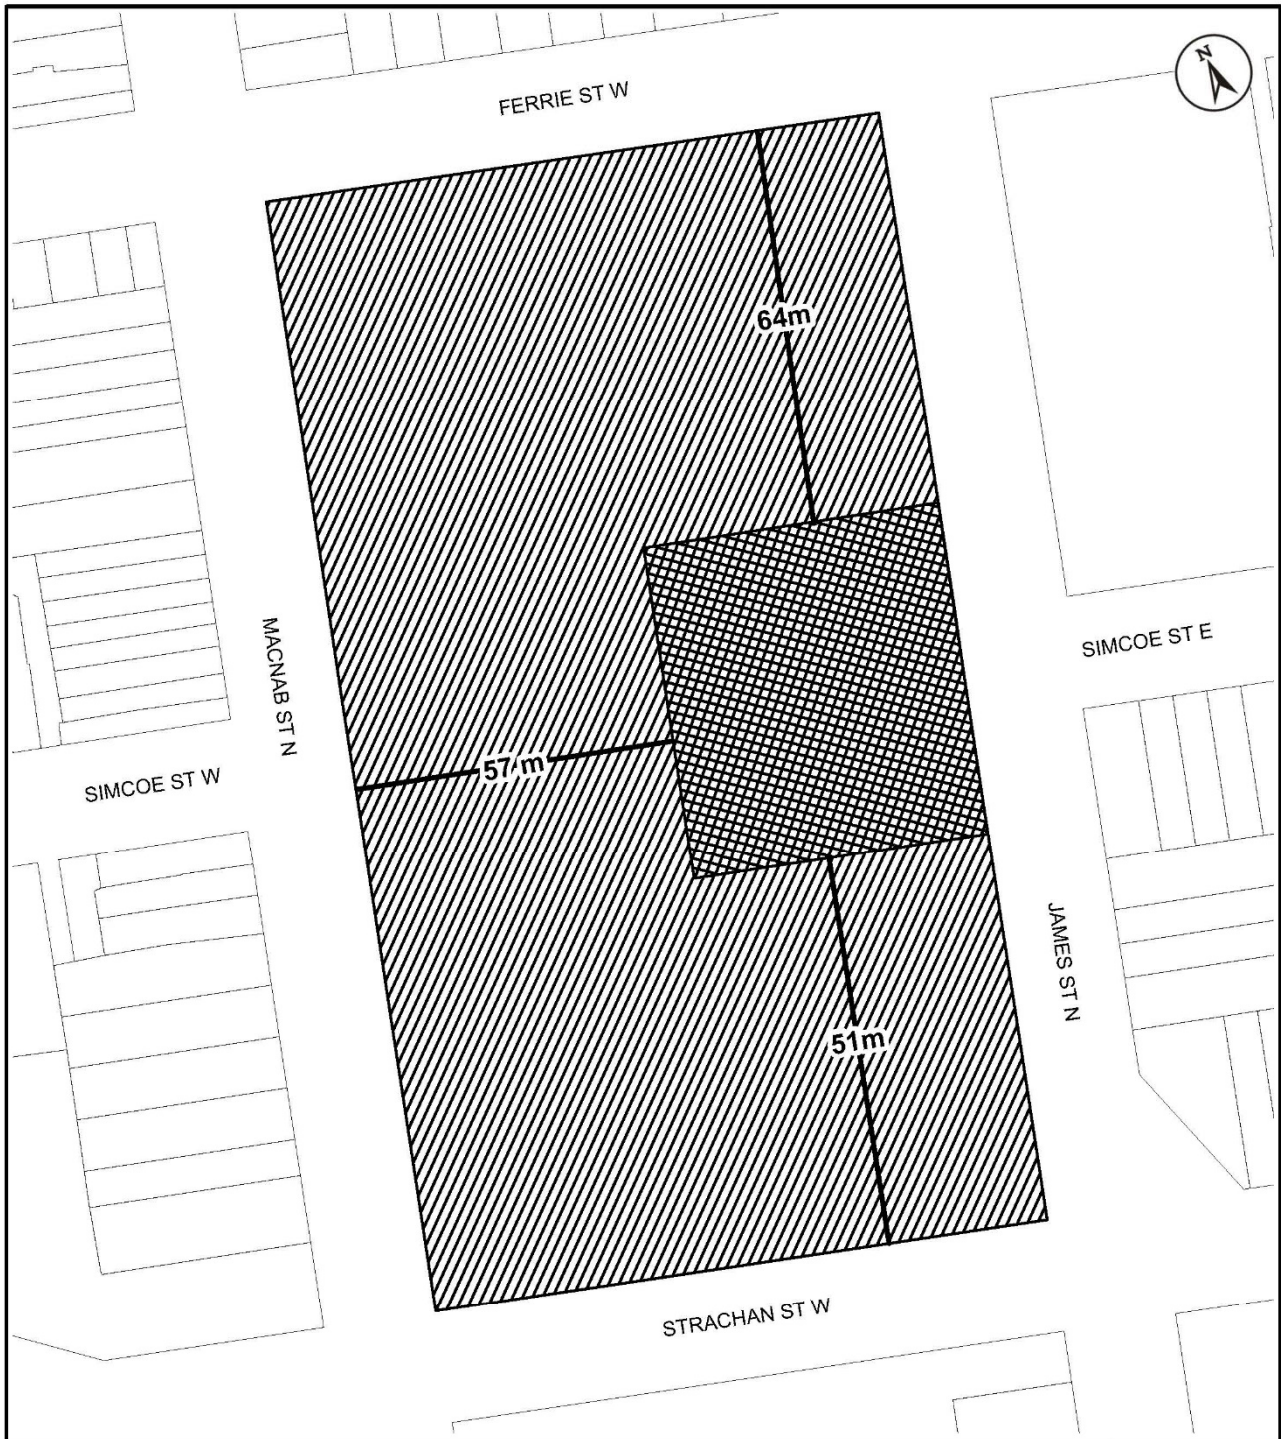 N
FERRIE ST W
64m
SIMCOE ST E
MACNAB ST N
57 m
SIMCOE ST W
JAMES ST N
51m
STRACHAN ST W